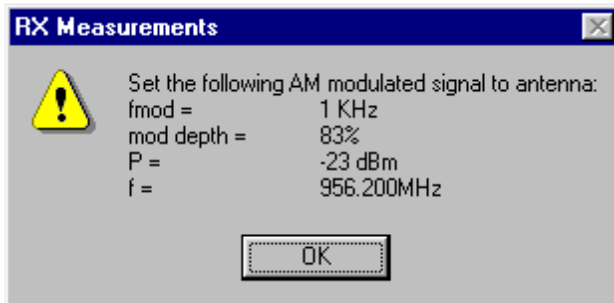 RX Measurements
Set the following AM modulated signal to antenna:
fmod = 1 KHz
mod depth = 83%
P = -23 dBm
f = 956.200MHz
OK